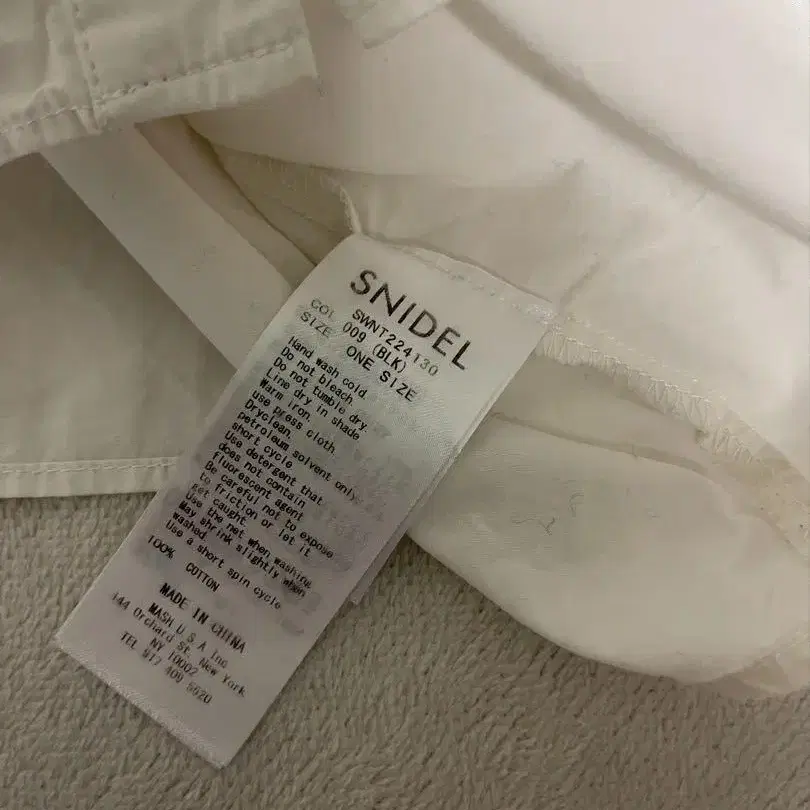 SNIDEL
SWNT224130
COL 009 (BLK)
SIZE ONE SIZE
Hand wash cold
Do not bleach.
Do not tumble dry.
Line dry in shade
Warm iron.
use press cloth
Dryclean.
petroleum solvent only.
short cycle
Use detergent that
does not contain
fluorescent agent
Be careful not to expose
to friction or let it
get caught.
Use the net when washing
May shrink slightly when
washed.
Use a short spin cycle
100% COTTON
MADE IN CHINA
MASH U S A Inc
144 Orchard St. New York
NY 10002
TEL 917 409 5620